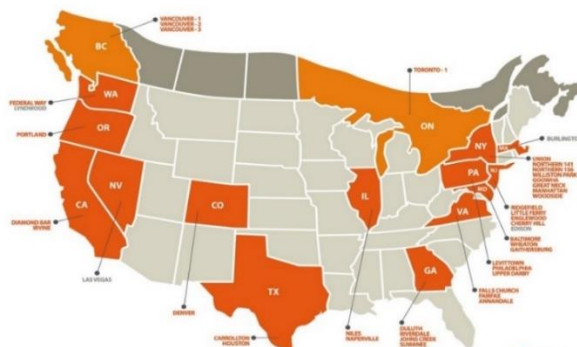 VANCOUVER - 1
VANCOUVER - 2
VANCOUVER - 3
BC
TORONTO - 1
WA
FEDERAL WAY
LYNNWOOD
ON
OR
PORTLAND
BURLINGTON
NY
MA
UNION
NORTHERN 141
NORTHERN 156
WILLISTON PARK
GREAT NECK
MANHATTAN
WOODSIDE
PA
NJ
NV
CA
CO
IL
MD
RIDGEFIELD
LITTLE FERRY
ENGLEWOOD
CHERRY HILL
EDISON
VA
DIAMOND BAR
IRVINE
BALTIMORE
WHEATON
GAITHERSBURG
LAS VEGAS
GA
LEVITTOWN
PHILADELPHIA
UPPER DARBY
TX
DENVER
FALLS CHURCH
FAIRFAX
ANNANDALE
CARROLLTON
HOUSTON
NILES
NAPERVILLE
DULUTH
RIVERDALE
JOHNS CREEK
SUWANEE